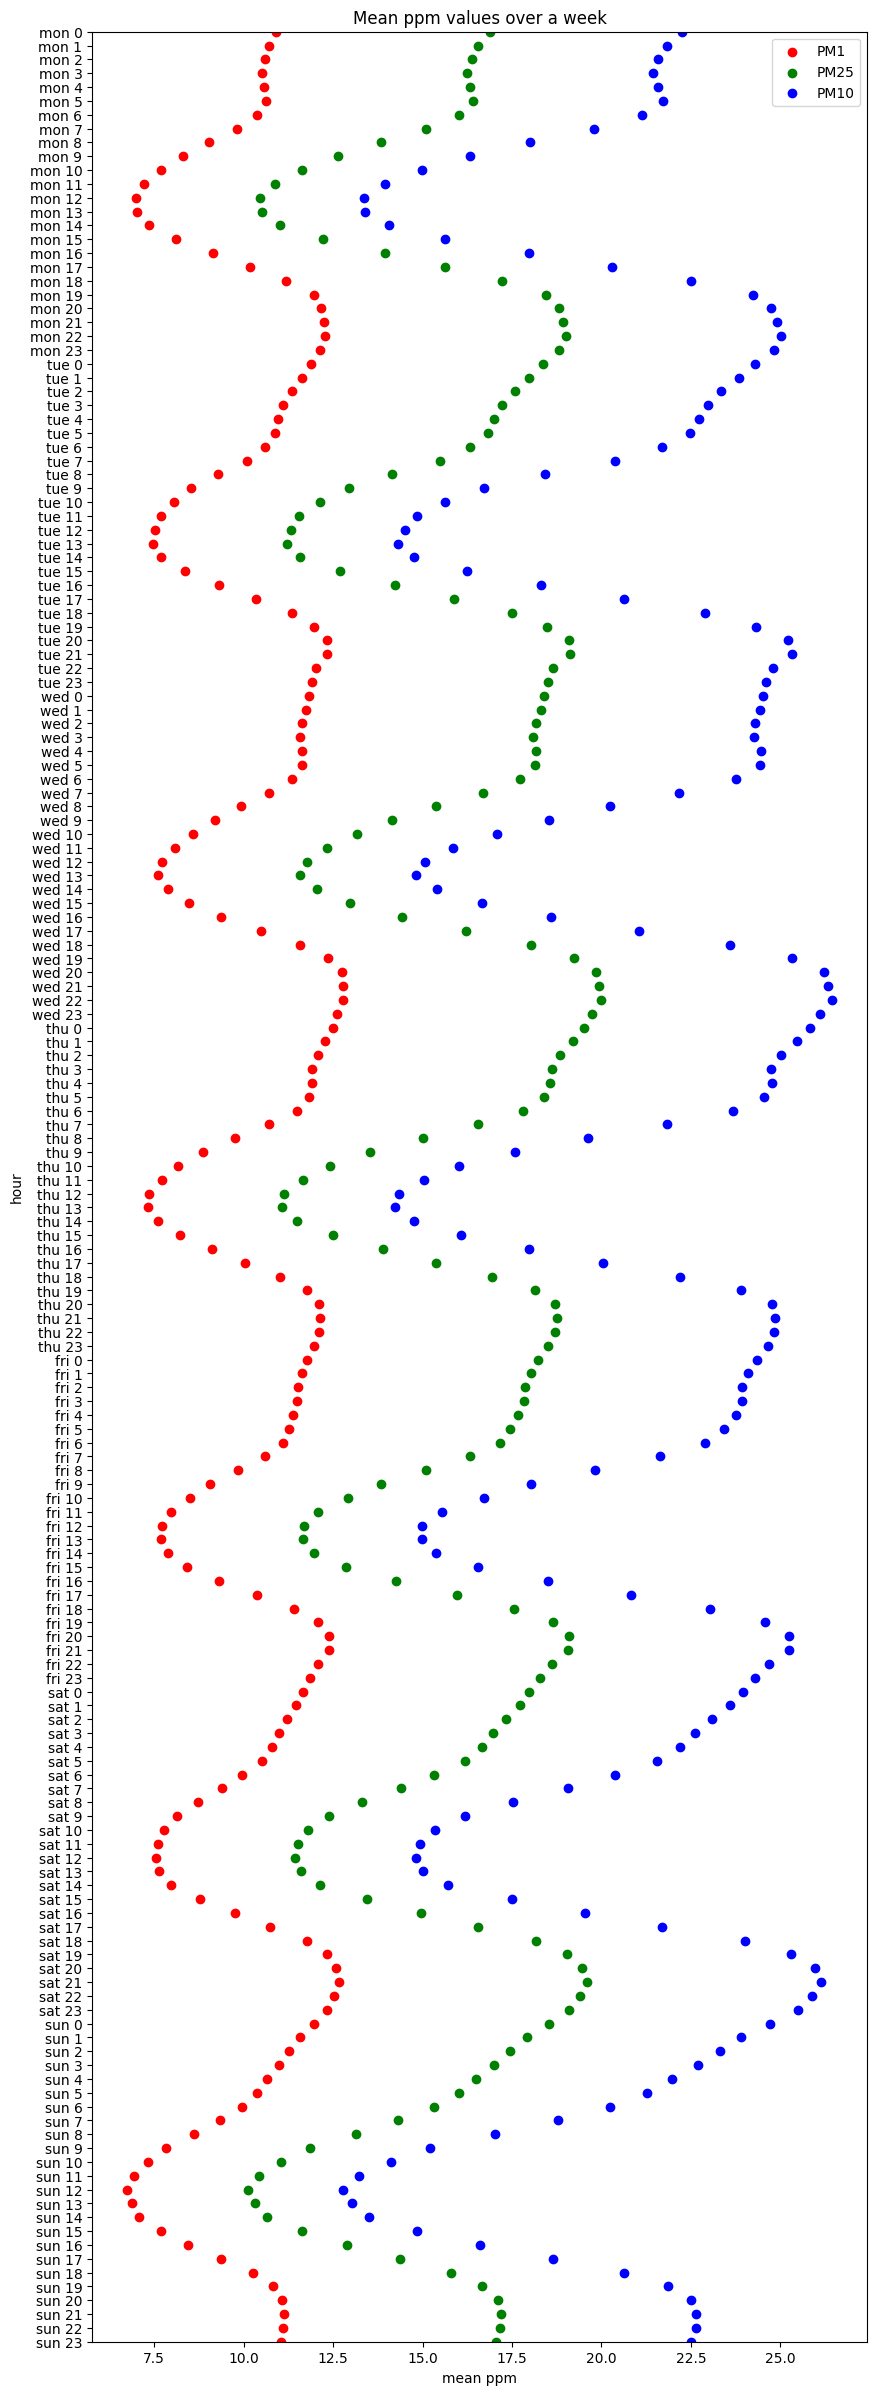 Mean ppm values over a week
PM1
PM25
PM10
mon 0
mon 1
mon 2
mon 3
mon 4
mon 5
mon 6
mon 7
mon 8
mon 9
mon 10
mon 11
mon 12
mon 13
mon 14
mon 15
mon 16
mon 17
mon 18
mon 19
mon 20
mon 21
mon 22
mon 23
tue 0
tue 1
tue 2
tue 3
tue 4
tue 5
tue 6
tue 7
tue 8
tue 9
tue 10
tue 11
tue 12
tue 13
tue 14
tue 15
tue 16
tue 17
tue 18
tue 19
tue 20
tue 21
tue 22
tue 23
wed 0
wed 1
wed 2
wed 3
wed 4
wed 5
wed 6
wed 7
wed 8
wed 9
wed 10
wed 11
wed 12
wed 13
wed 14
wed 15
wed 16
wed 17
wed 18
wed 19
wed 20
wed 21
wed 22
wed 23
thu 0
thu 1
thu 2
thu 3
thu 4
thu 5
thu 6
thu 7
thu 8
thu 9
thu 10
thu 11
thu 12
thu 13
thu 14
thu 15
thu 16
thu 17
thu 18
thu 19
thu 20
thu 21
thu 22
thu 23
fri 0
fri 1
fri 2
fri 3
fri 4
fri 5
fri 6
fri 7
fri 8
fri 9
fri 10
fri 11
fri 12
fri 13
fri 14
fri 15
fri 16
fri 17
fri 18
fri 19
fri 20
fri 21
fri 22
fri 23
sat 0
sat 1
sat 2
sat 3
sat 4
sat 5
sat 6
sat 7
sat 8
sat 9
sat 10
sat 11
sat 12
sat 13
sat 14
sat 15
sat 16
sat 17
sat 18
sat 19
sat 20
sat 21
sat 22
sat 23
sun 0
sun 1
sun 2
sun 3
sun 4
sun 5
sun 6
sun 7
sun 8
sun 9
sun 10
sun 11
sun 12
sun 13
sun 14
sun 15
sun 16
sun 17
sun 18
sun 19
sun 20
sun 21
sun 22
sun 23
hour
7.5 10.0 12.5 15.0 17.5 20.0 22.5 25.0
mean ppm